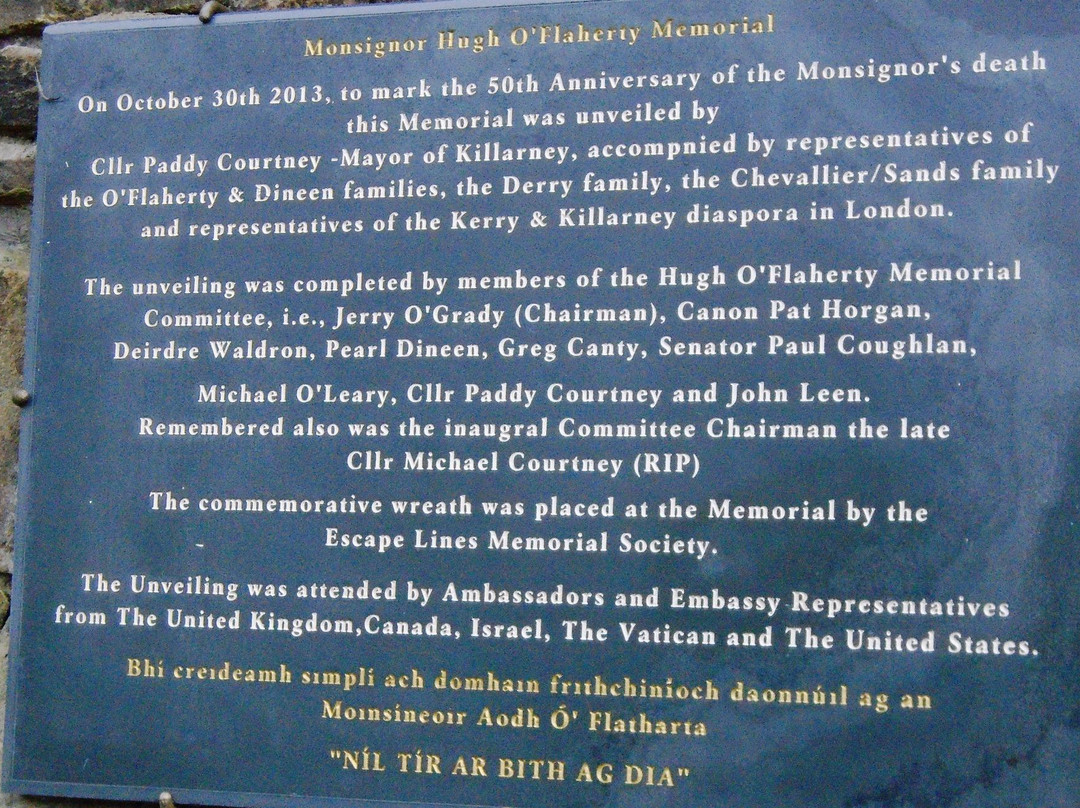 Monsignor Hugh O'Flaherty Memorial
On October 30th 2013, to mark the 50th Anniversary of the Monsignor's death
this Memorial was unveiled by
Cllr Paddy Courtney -Mayor of Killarney, accompnied by representatives of
the O'Flaherty & Dineen families, the Derry family, the Chevallier/Sands family
and representatives of the Kerry & Killarney diaspora in London.
The unveiling was completed by members of the Hugh O'Flaherty Memorial
Committee, i.e., Jerry O'Grady (Chairman), Canon Pat Horgan,
Deirdre Waldron, Pearl Dineen, Greg Canty, Senator Paul Coughlan,
Michael O'Leary, Cllr Paddy Courtney and John Leen.
Remembered also was the inaugral Committee Chairman the late
Cllr Michael Courtney (RIP)
The commemorative wreath was placed at the Memorial by the
Escape Lines Memorial Society.
The Unveiling was attended by Ambassadors and Embassy Representatives
from The United Kingdom,Canada, Israel, The Vatican and The United States.
Bhí creıdeamh sımplí ach domhaın frıthchiníoch daonnúıl ag an
Moınsíneoır Aodh Ó' Flatharta
"NÍL TÍR AR BITH AG DIA"